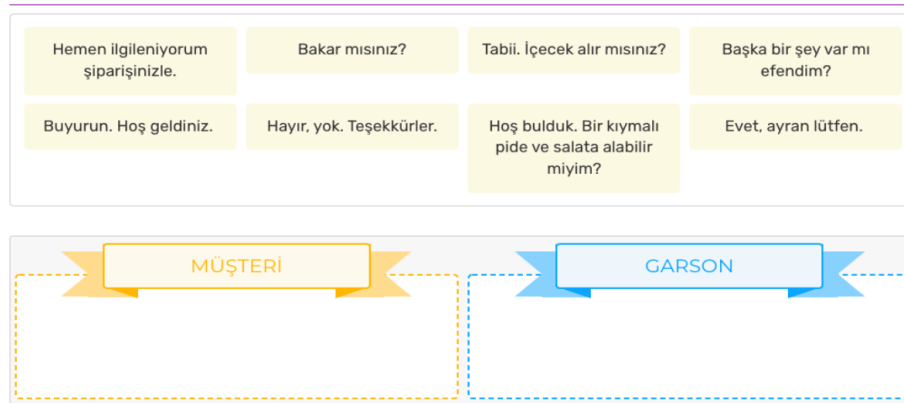 Hemen ilgileniyorum
şiparişinizle.
Bakar mısınız?
Tabii. İçecek alır mısınız?
Başka bir şey var mı
efendim?
Buyurun. Hoş geldiniz.
Hayır, yok. Teşekkürler.
Hoş bulduk. Bir kıymalı
pide ve salata alabilir
miyim?
Evet, ayran lütfen.
MÜŞTERİ
GARSON